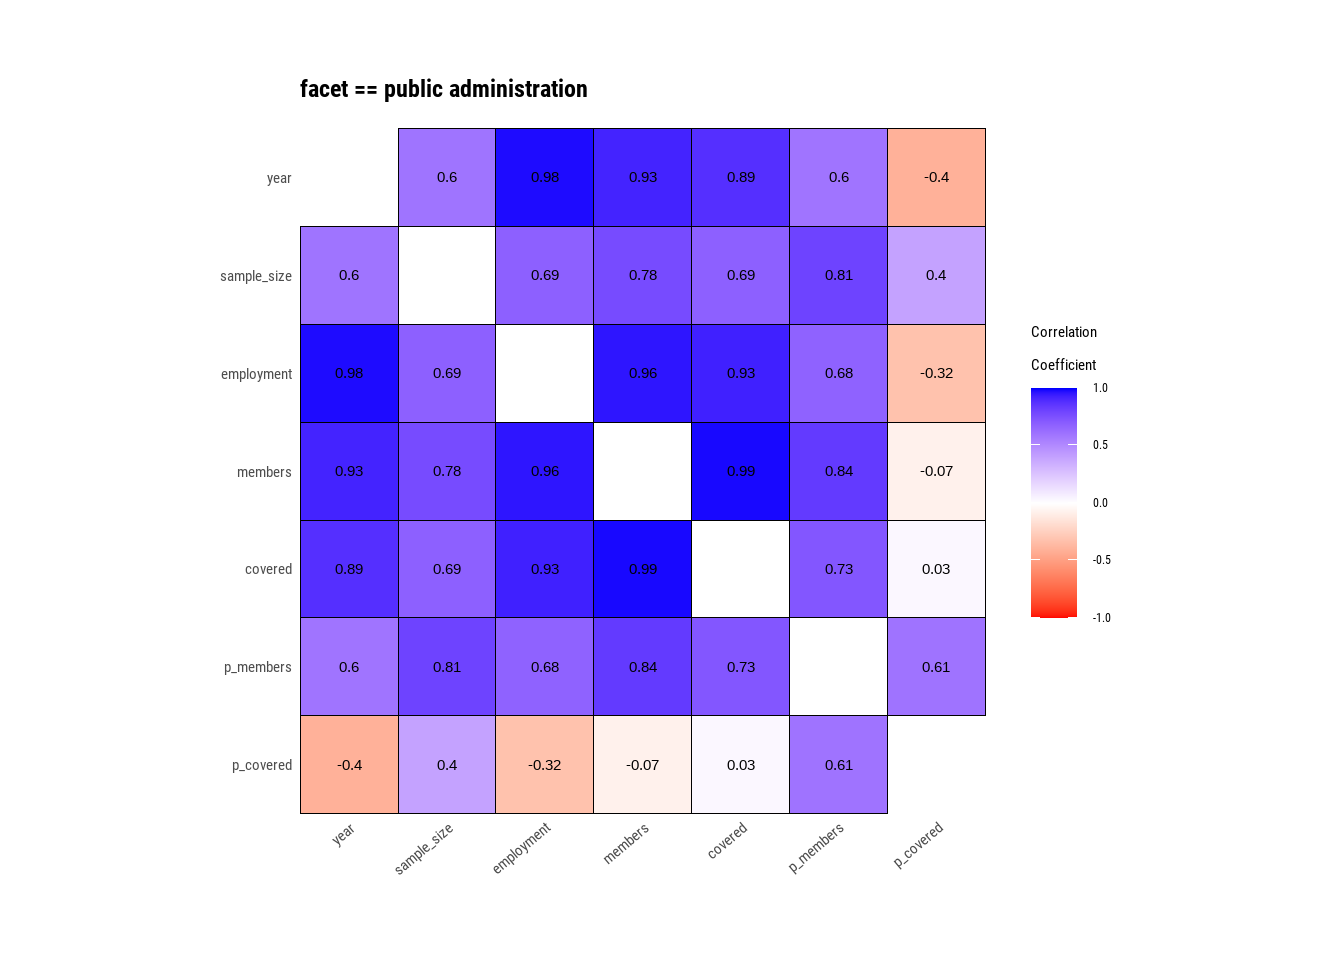 facet == public administration
year 0.6 0.98 0.93 0.89 0.6 -0.4
sample_size 0.6 0.69 0.78 0.69 0.81 0.4
employment 0.98 0.69 0.96 0.93 0.68 -0.32
members 0.93 0.78 0.96 0.99 0.84 -0.07
covered 0.89 0.69 0.93 0.99 0.73 0.03
p_members 0.6 0.81 0.68 0.84 0.73 0.61
p_covered -0.4 0.4 -0.32 -0.07 0.03 0.61
year sample_size employment members covered p_members p_covered
Correlation
Coefficient
1.0
0.5
0.0
-0.5
-1.0